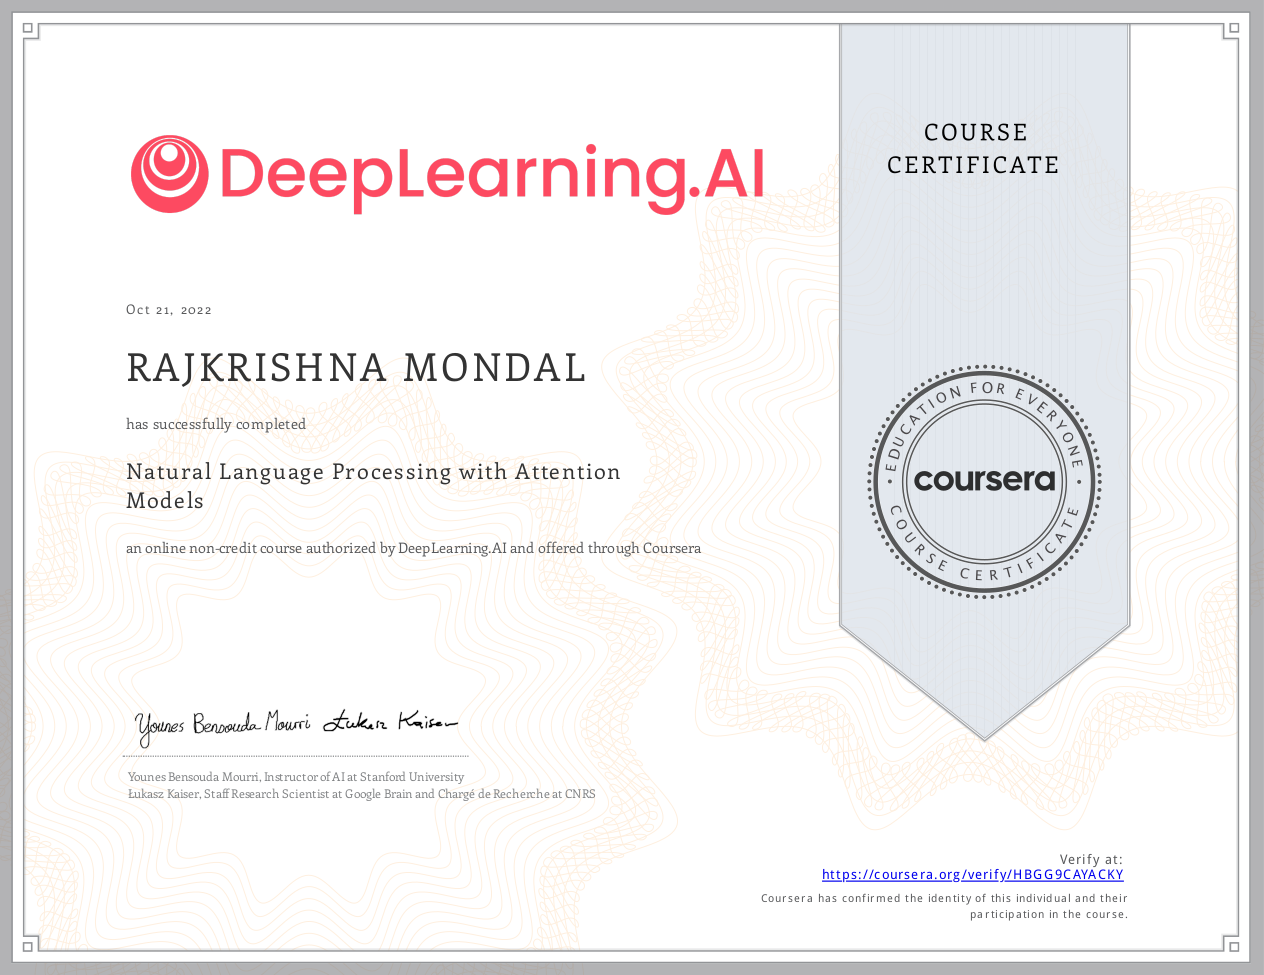 DeepLearning.AI
COURSE
CERTIFICATE
Oct 21, 2022
RAJKRISHNA MONDAL
has successfully completed
Natural Language Processing with Attention
Models
an online non-credit course authorized by DeepLearning.AI and offered through Coursera
EDUCATION FOR EVERYONE
coursera
COURSE CERTIFICATE
Younes Bensouda Mourri Łukasz Kaiser
Younes Bensouda Mourri, Instructor of AI at Stanford University
Łukasz Kaiser, Staff Research Scientist at Google Brain and Chargé de Recherche at CNRS
Verify at:
https://coursera.org/verify/HBGG9CAYACKY
Coursera has confirmed the identity of this individual and their
participation in the course.